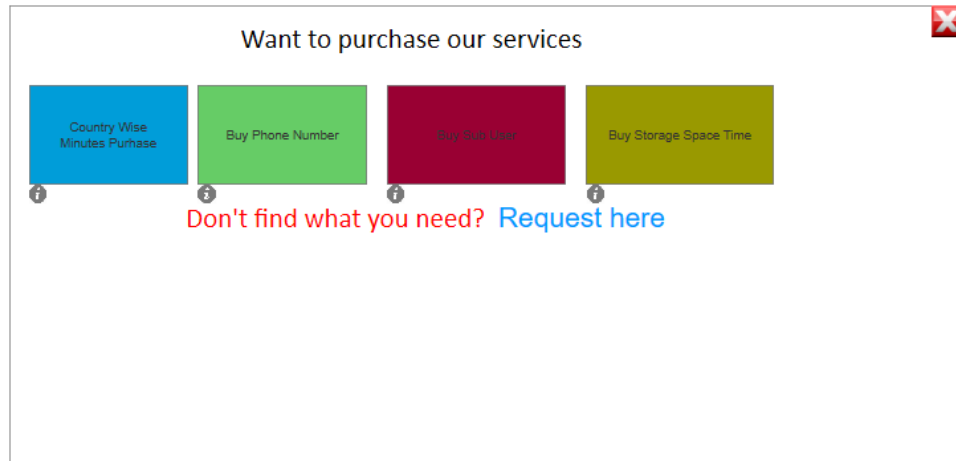 Want to purchase our services
Country Wise
Minutes Purhase
Buy Phone Number
Buy Sub User
Buy Storage Space Time
Don't find what you need? Request here